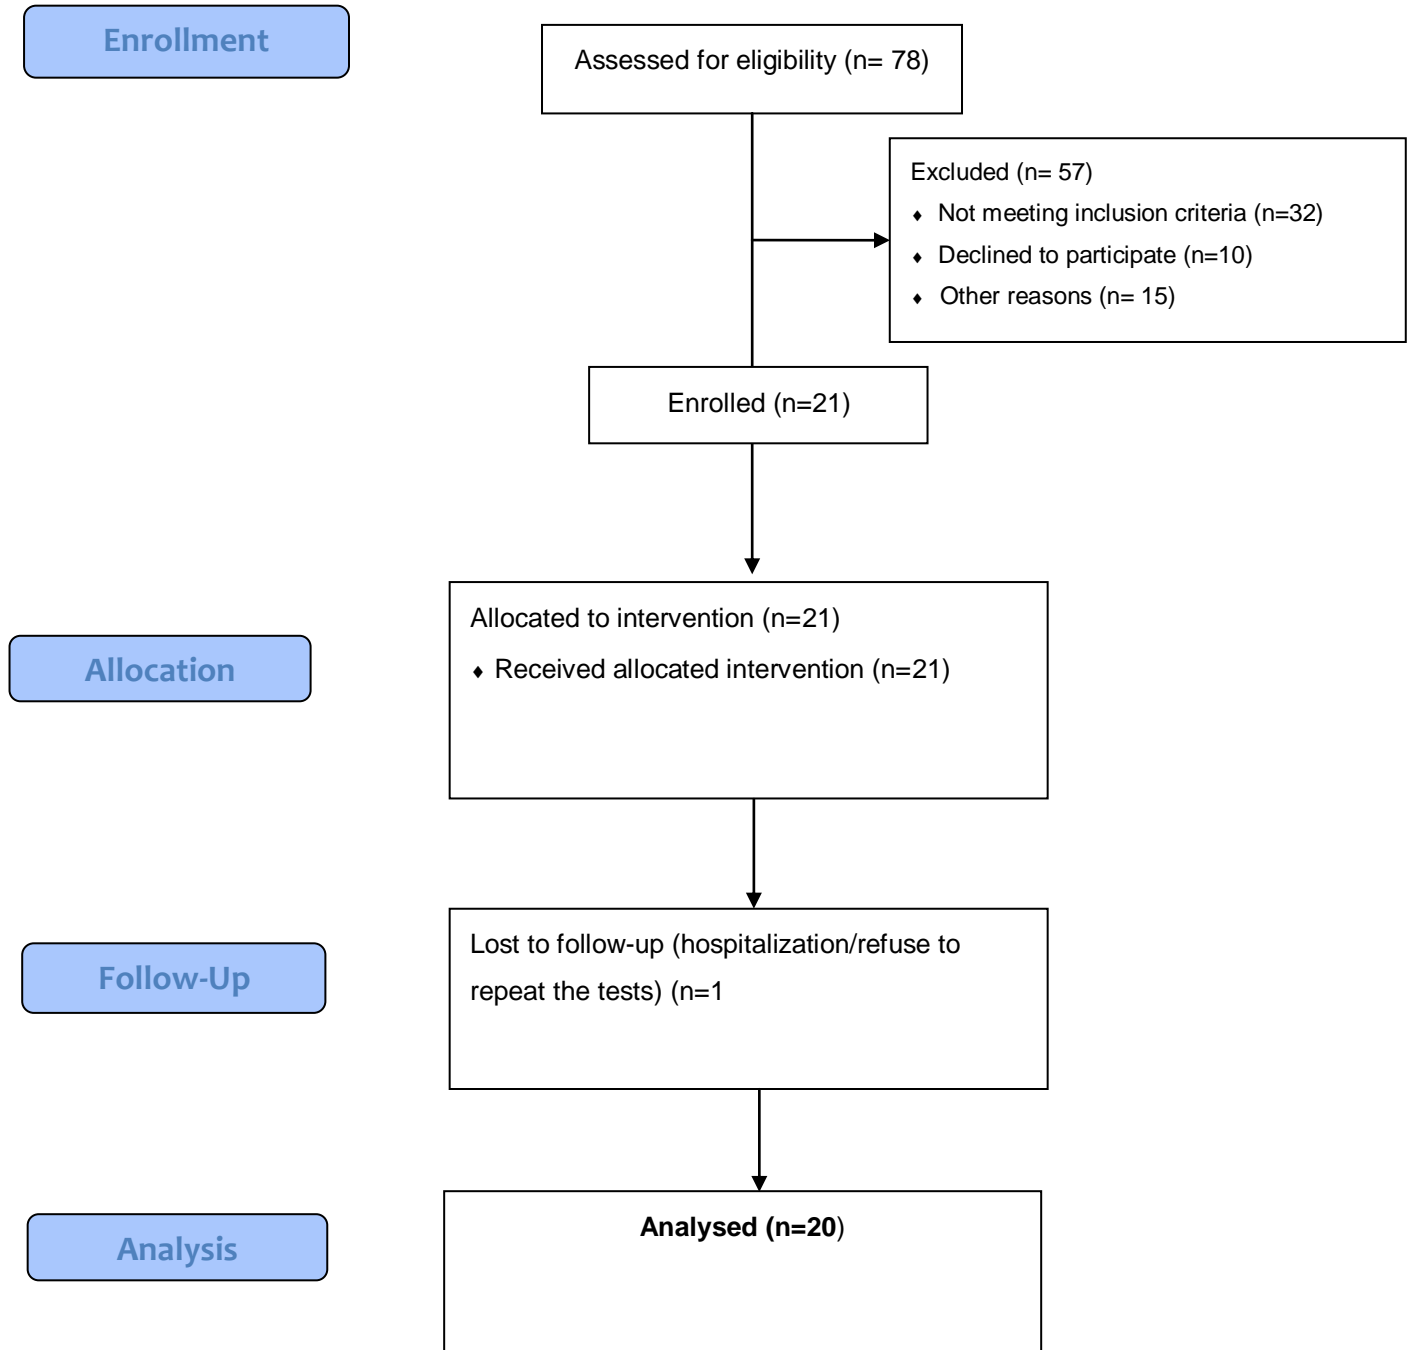 Enrollment
Assessed for eligibility (n= 78)
Excluded (n= 57)
⬧ Not meeting inclusion criteria (n=32)
⬧ Declined to participate (n=10)
⬧ Other reasons (n= 15)
Enrolled (n=21)
Allocated to intervention (n=21)
⬧ Received allocated intervention (n=21)
Allocation
Lost to follow-up (hospitalization/refuse to
repeat the tests) (n=1
Follow-Up
Analysed (n=20)
Analysis